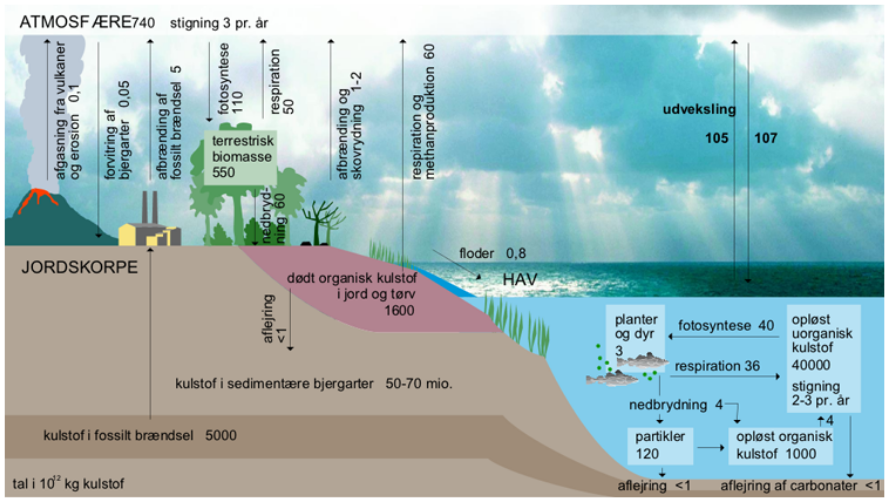 ATMOSFÆRE 740 stigning 3 pr. år
afgasning fra vulkaner
og erosion 0,1
forvitring af
bjergarter 0,05
afbrænding af
fossilt brændsel 5
fotosyntese
110
respiration
50
afbrænding og
skovrydning 1-2
respiration og
methanproduktion 60
udveksling
105 107
terrestrisk
biomasse
550
nedbryd-
ning 60
floder 0,8
HAV
JORDSKORPE
dødt organisk kulstof
i jord og tørv
1600
aflejring
<1
kulstof i sedimentære bjergarter 50-70 mio.
kulstof i fossilt brændsel 5000
tal i 10¹² kg kulstof
planter
og dyr
3
fotosyntese 40
respiration 36
opløst
uorganisk
kulstof
40000
stigning
2-3 pr. år
nedbrydning 4
4
partikler
120
opløst organisk
kulstof 1000
aflejring <1
aflejring af carbonater <1